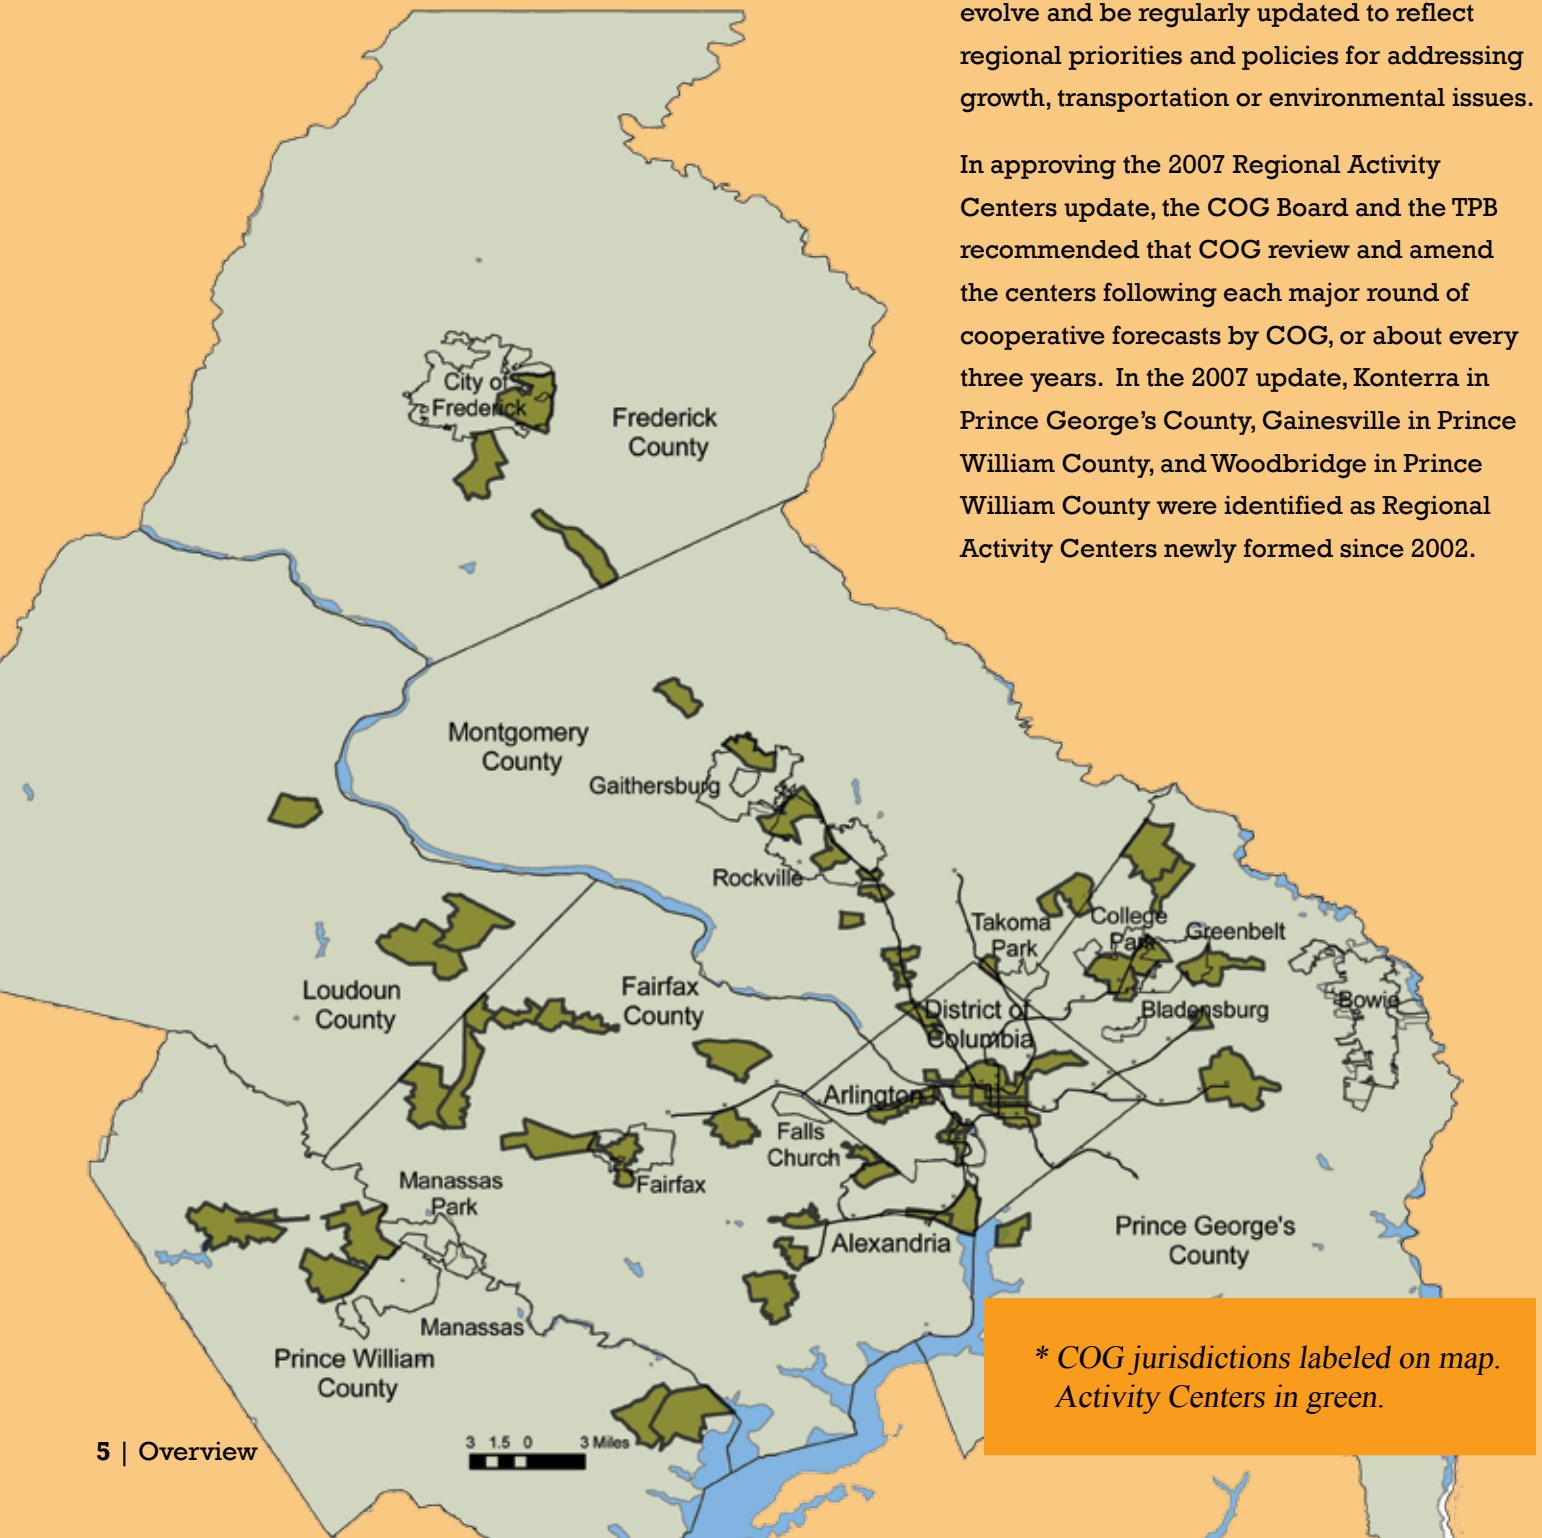 evolve and be regularly updated to reflect
regional priorities and policies for addressing
growth, transportation or environmental issues.
In approving the 2007 Regional Activity
Centers update, the COG Board and the TPB
recommended that COG review and amend
the centers following each major round of
cooperative forecasts by COG, or about every
three years.  In the 2007 update, Konterra in
Prince George’s County, Gainesville in Prince
William County, and Woodbridge in Prince
William County were identified as Regional
Activity Centers newly formed since 2002.
City of
Frederick
Frederick
County
Montgomery
County
Gaithersburg
Rockville
Takoma
Park
College
Park
Greenbelt
Loudoun
County
Fairfax
County
District of
Columbia
Bladensburg
Bowie
Arlington
Falls
Church
Manassas
Park
Fairfax
Alexandria
Prince George's
County
Manassas
Prince William
County
* COG jurisdictions labeled on map.
Activity Centers in green.
3 1.5 0 3 Miles
5 | Overview